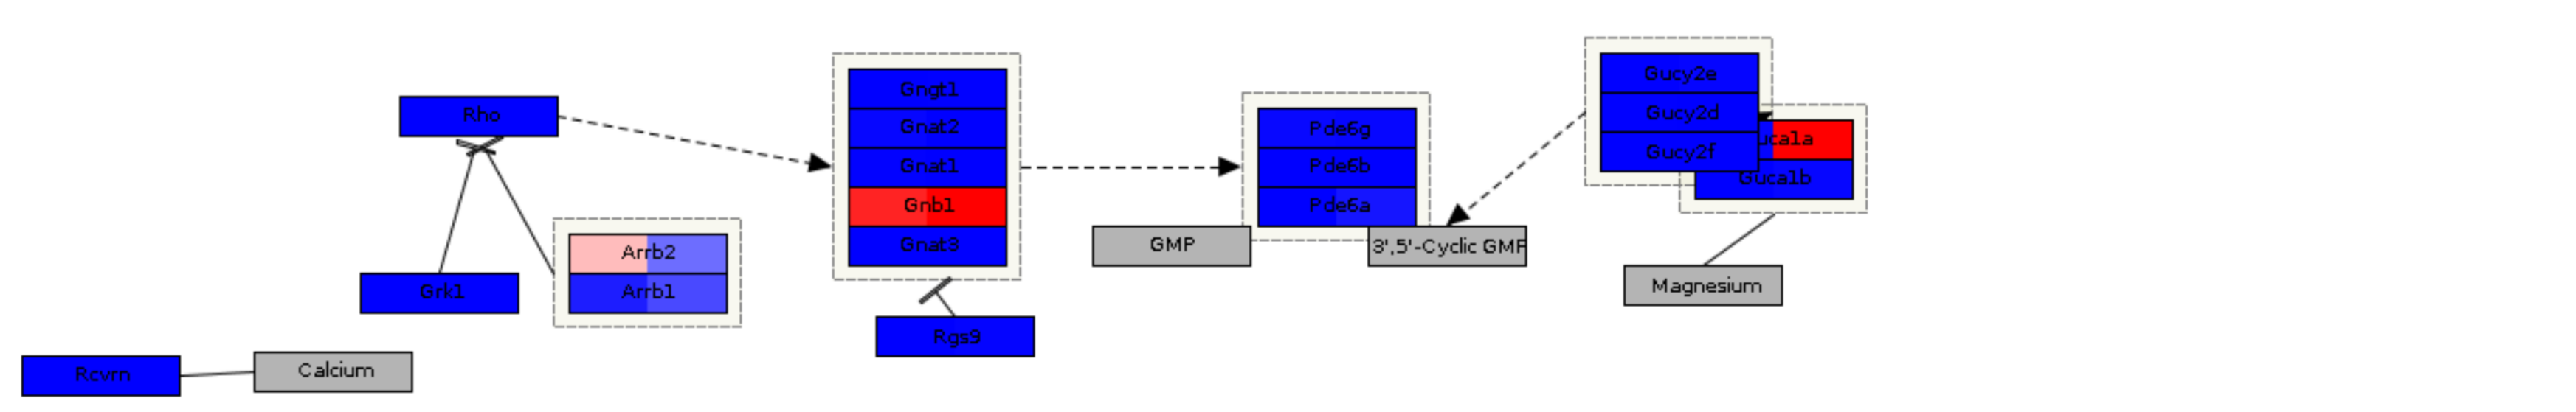 Rho
Grk1
Arrb2
Arrb1
Rcvrn
Calcium
Gngt1
Gnat2
Gnat1
Gnb1
Gnat3
Rgs9
Pde6g
Pde6b
Pde6a
GMP
3',5'-Cyclic GMP
Gucy2e
Gucy2d
Gucy2f
uca1a
Guca1b
Magnesium